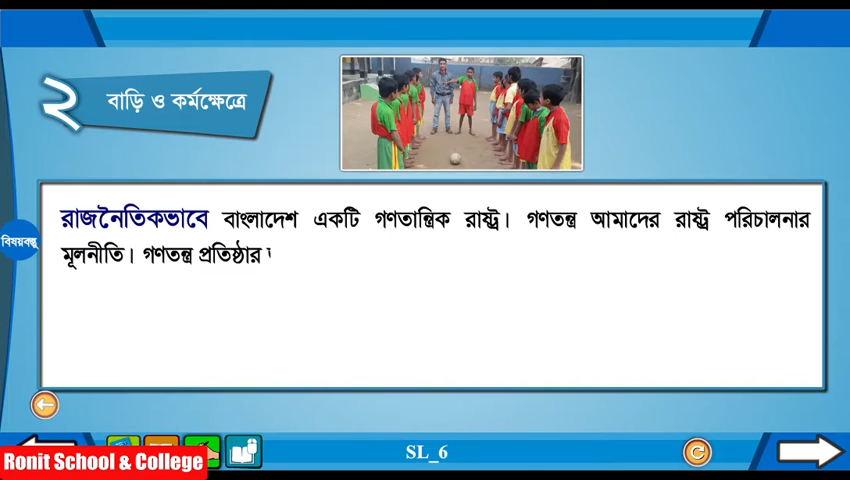 ২ বাড়ি ও কর্মক্ষেত্রে
রাজনৈতিকভাবে বাংলাদেশ একটি গণতান্ত্রিক রাষ্ট্র। গণতন্ত্র আমাদের রাষ্ট্র পরিচালনার
মূলনীতি। গণতন্ত্র প্রতিষ্ঠার
বিষয়বস্তু
SL_6
Ronit School & College